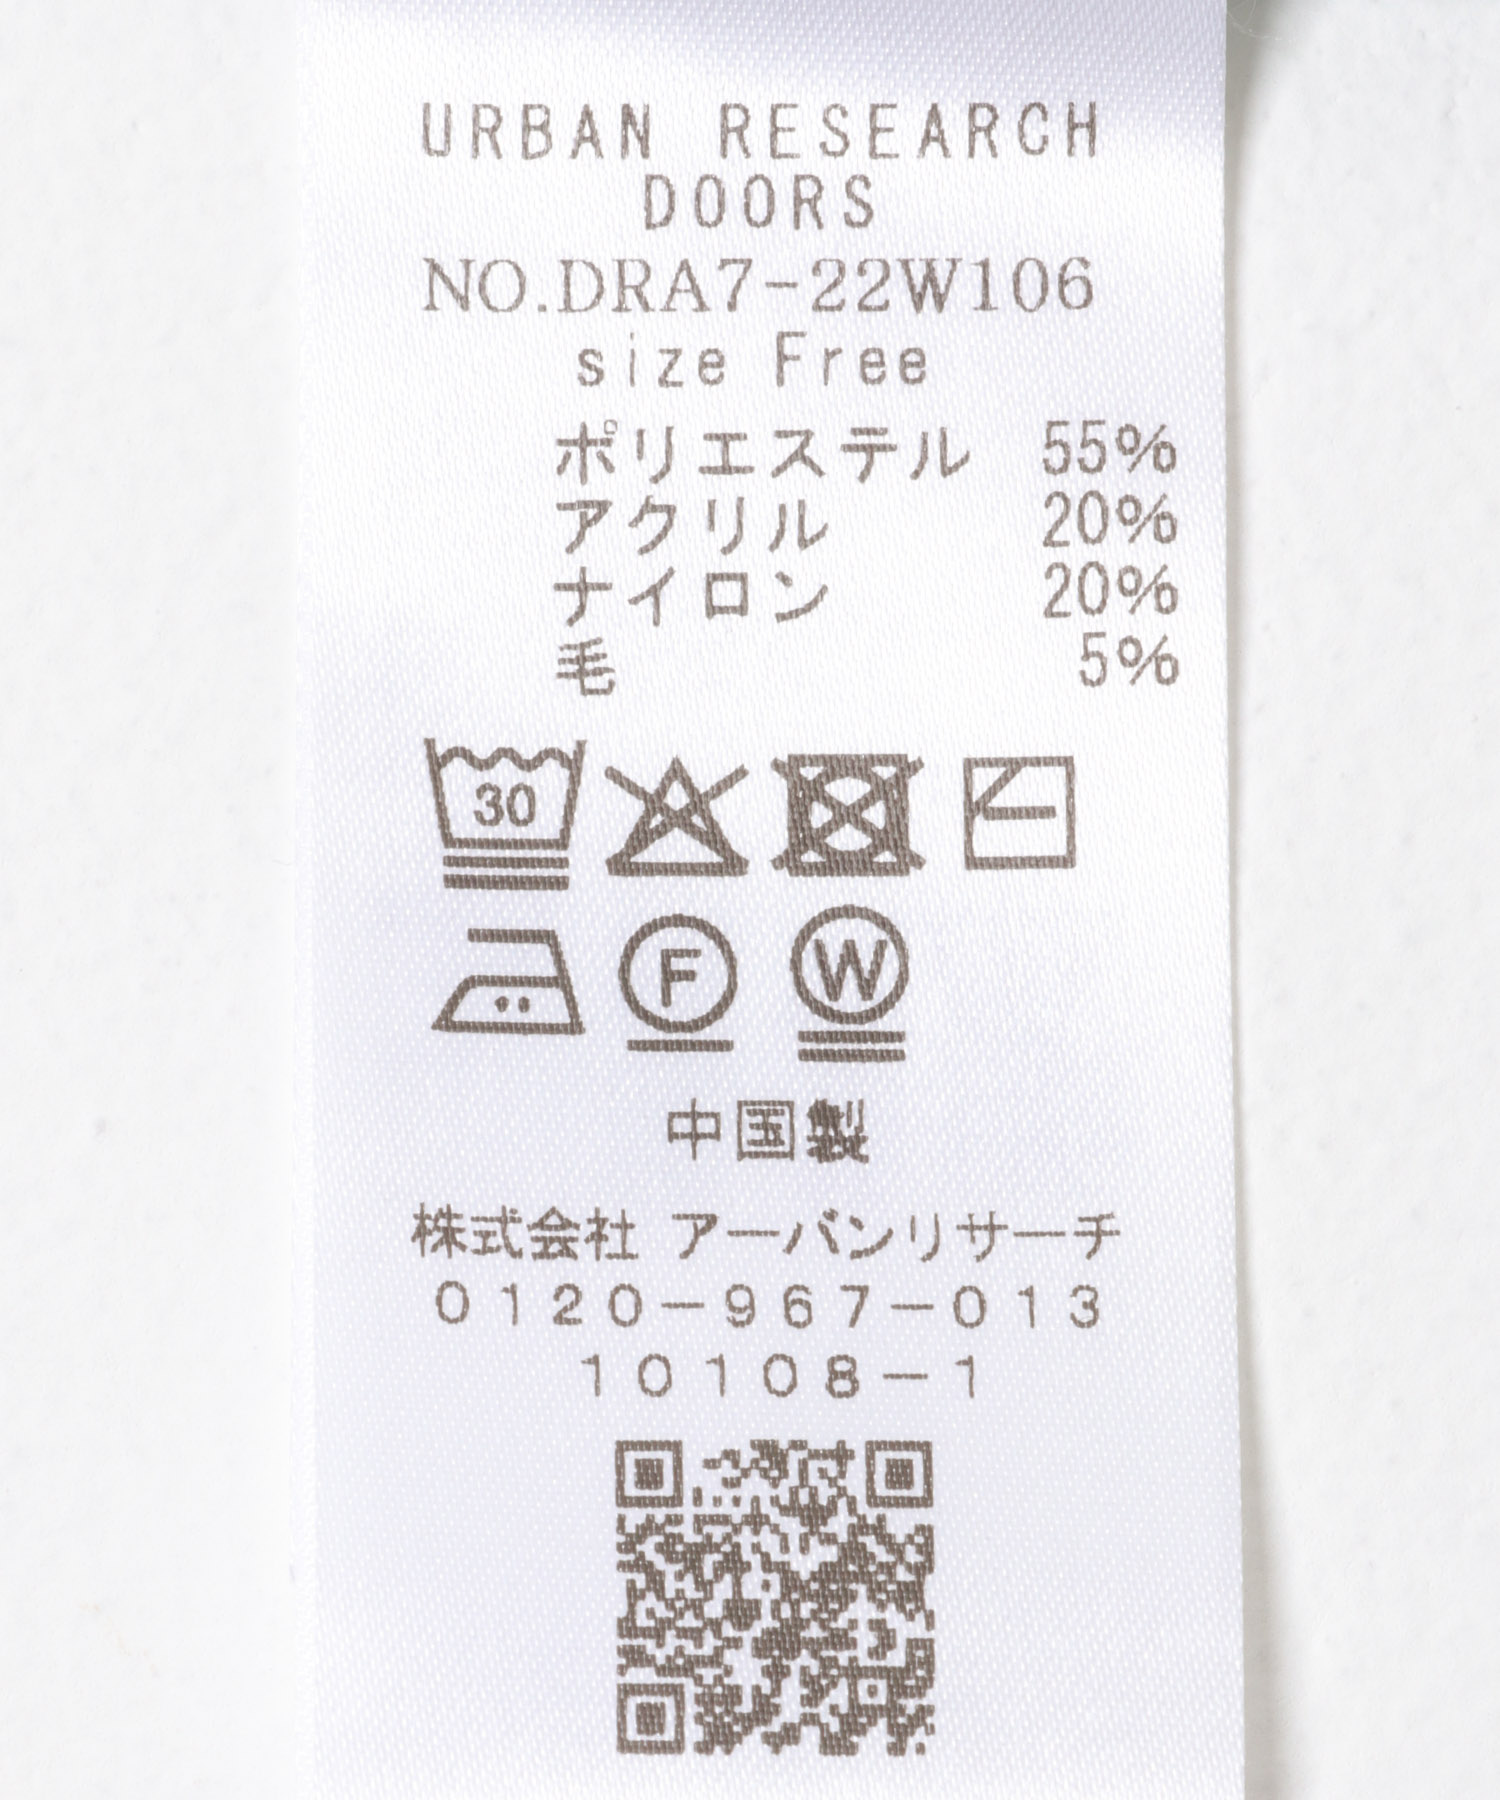 URBAN RESEARCH
DOORS
NO.DRA7-22W106
size Free
ポリエステル 55%
アクリル 20%
ナイロン 20%
毛 5%
30
F W
中国製
株式会社 アーバンリサーチ
0120-967-013
10108-1